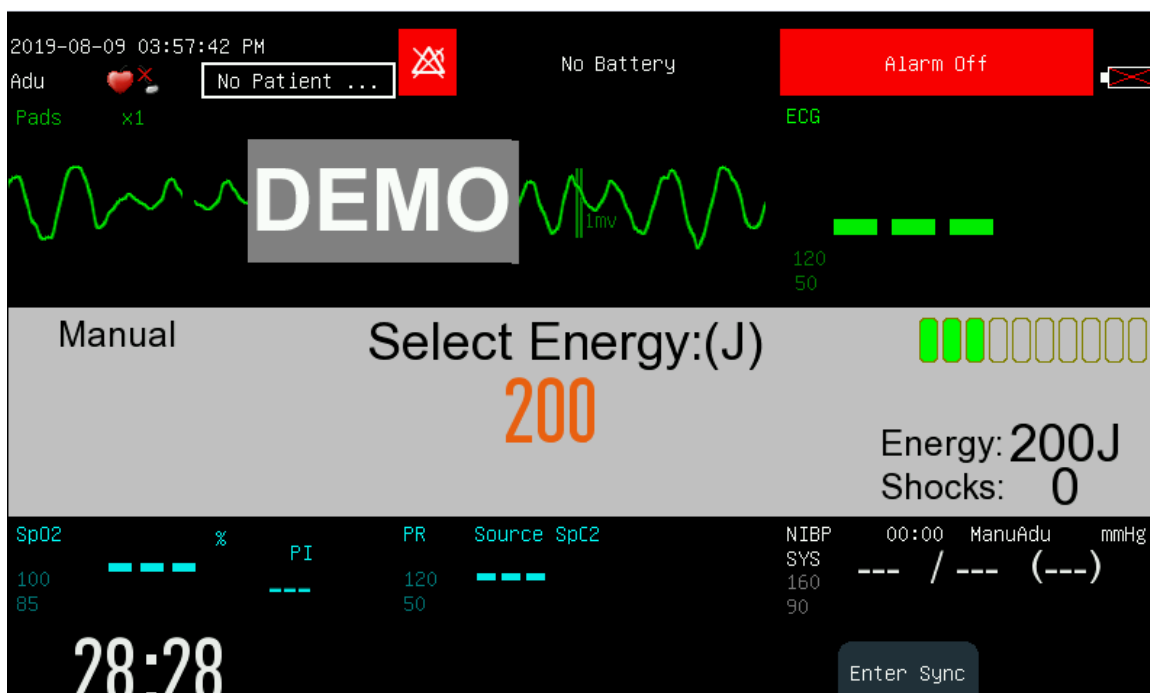 2019-08-09 03:57:42 PM
Adu
No Patient ...
No Battery
Alarm Off
Pads x1
ECG
DEMO
1mv
120
50
Manual
Select Energy:(J)
200
Energy: 200J
Shocks: 0
SpO2 %
PI
100
85
--- ---
PR Source SpC2
120
50
---
NIBP 00:00 ManuAdu mmHg
SYS
160
90
--- / --- (---)
28:28
Enter Sync